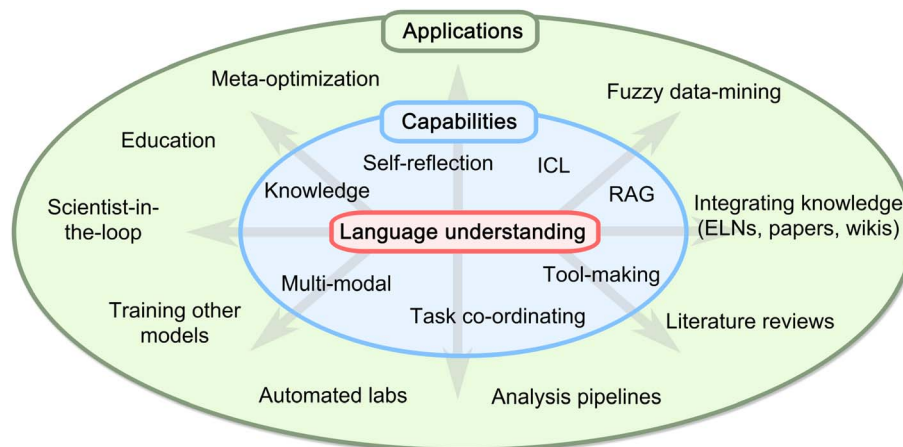 Applications
Meta-optimization
Fuzzy data-mining
Capabilities
Education
Self-reflection
ICL
Knowledge
RAG
Scientist-in-
the-loop
Language understanding
Integrating knowledge
(ELNs, papers, wikis)
Multi-modal
Tool-making
Training other
models
Task co-ordinating
Literature reviews
Automated labs
Analysis pipelines